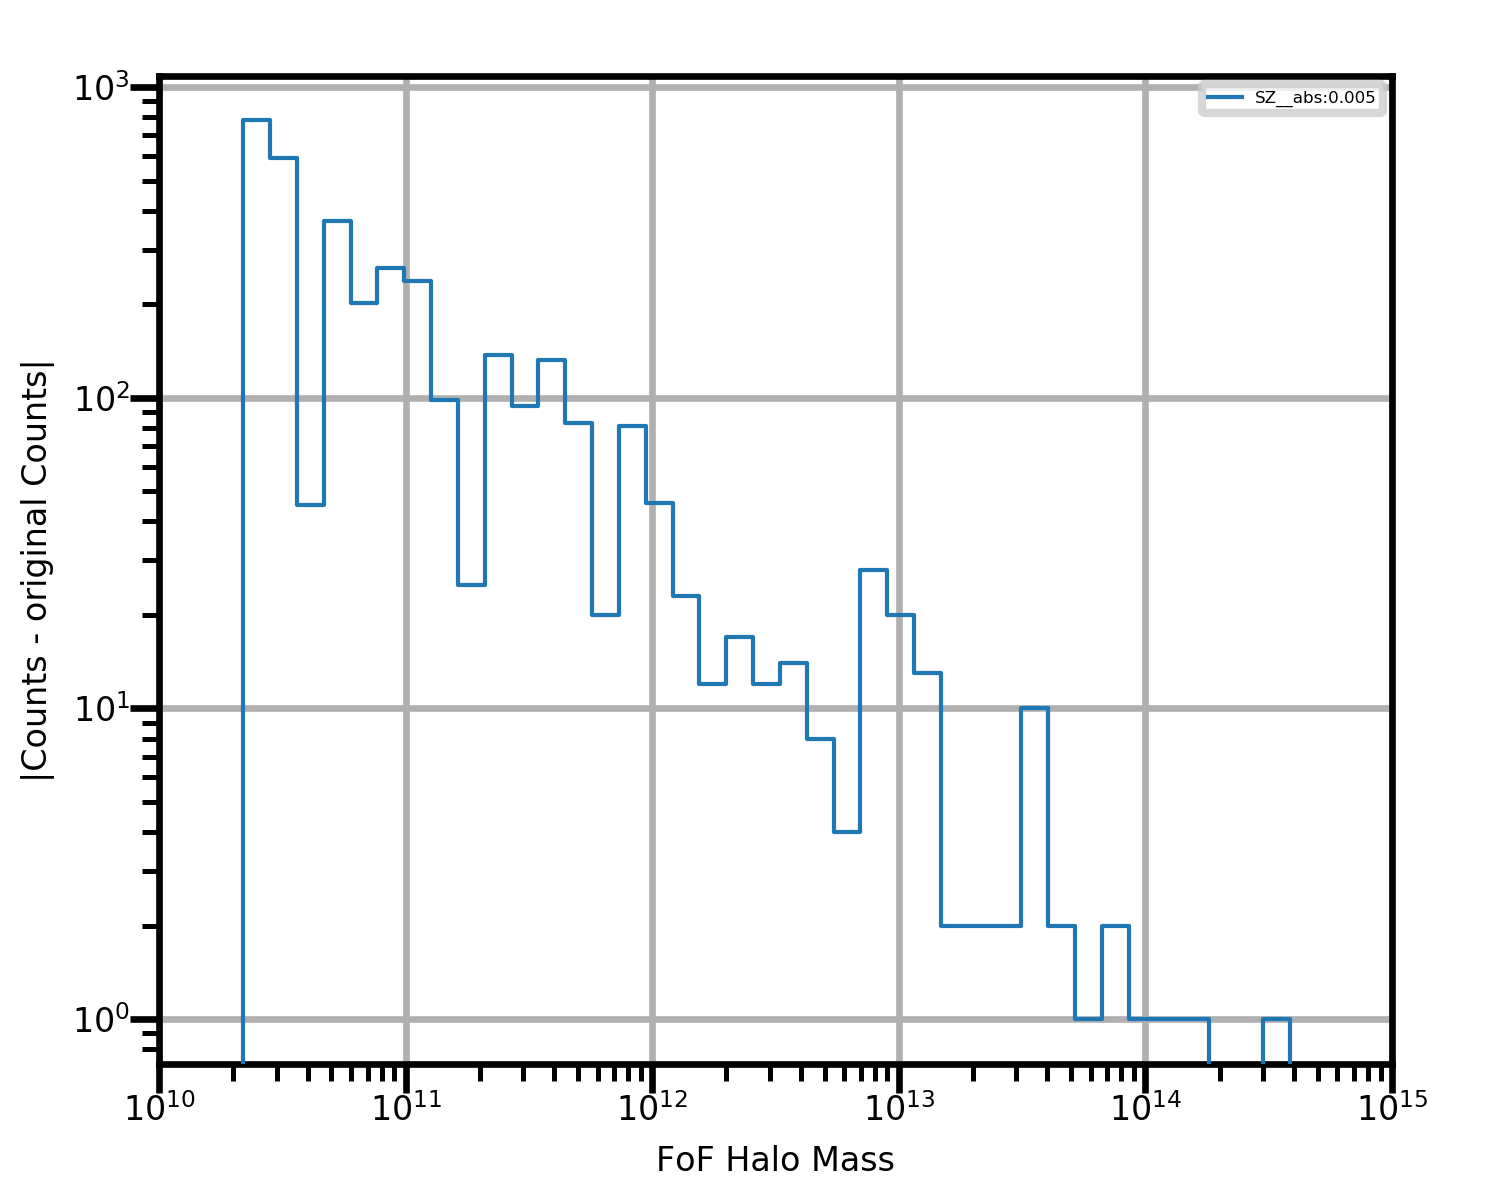 SZ__abs:0.005
|Counts - original Counts|
10³
10²
10¹
10⁰
10¹⁰ 10¹¹ 10¹² 10¹³ 10¹⁴ 10¹⁵
FoF Halo Mass